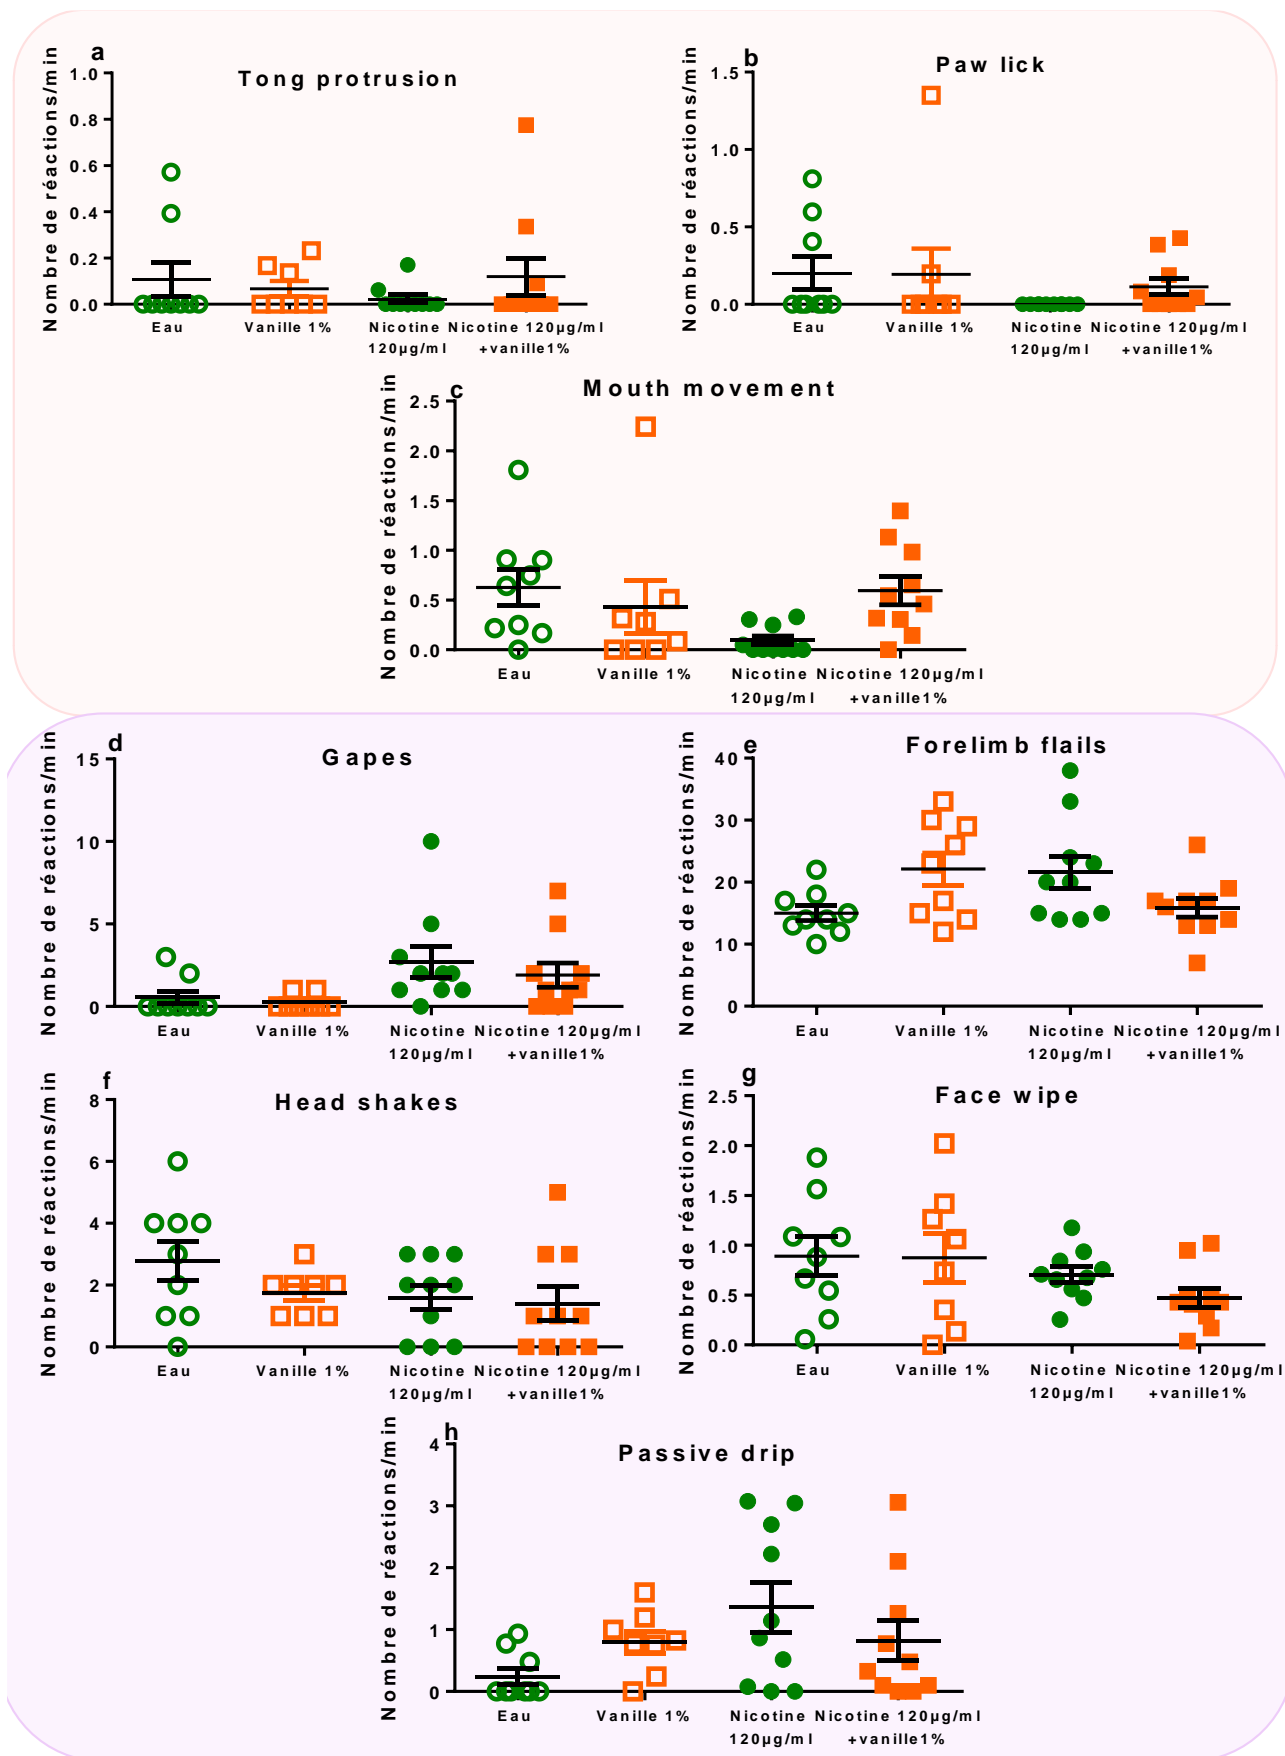 a
Tong protrusion
Nombre de réactions/min
1.0
0.8
0.6
0.4
0.2
0.0
Eau
Vanille 1%
Nicotine
120µg/ml
Nicotine 120µg/ml
+vanille1%
b
Paw lick
Nombre de réactions/min
1.5
1.0
0.5
0.0
Eau
Vanille 1%
Nicotine
120µg/ml
Nicotine 120µg/ml
+vanille1%
c
Mouth movement
Nombre de réactions/min
2.5
2.0
1.5
1.0
0.5
0.0
Eau
Vanille 1%
Nicotine
120µg/ml
Nicotine 120µg/ml
+vanille1%
d
Gapes
Nombre de réactions/min
15
10
5
0
Eau
Vanille 1%
Nicotine
120µg/ml
Nicotine 120µg/ml
+vanille1%
e
Forelimb flails
Nombre de réactions/min
40
30
20
10
0
Eau
Vanille 1%
Nicotine
120µg/ml
Nicotine 120µg/ml
+vanille1%
f
Head shakes
Nombre de réactions/min
8
6
4
2
0
Eau
Vanille 1%
Nicotine
120µg/ml
Nicotine 120µg/ml
+vanille1%
g
Face wipe
Nombre de réactions/min
2.5
2.0
1.5
1.0
0.5
0.0
Eau
Vanille 1%
Nicotine
120µg/ml
Nicotine 120µg/ml
+vanille1%
h
Passive drip
Nombre de réactions/min
4
3
2
1
0
Eau
Vanille 1%
Nicotine
120µg/ml
Nicotine 120µg/ml
+vanille1%